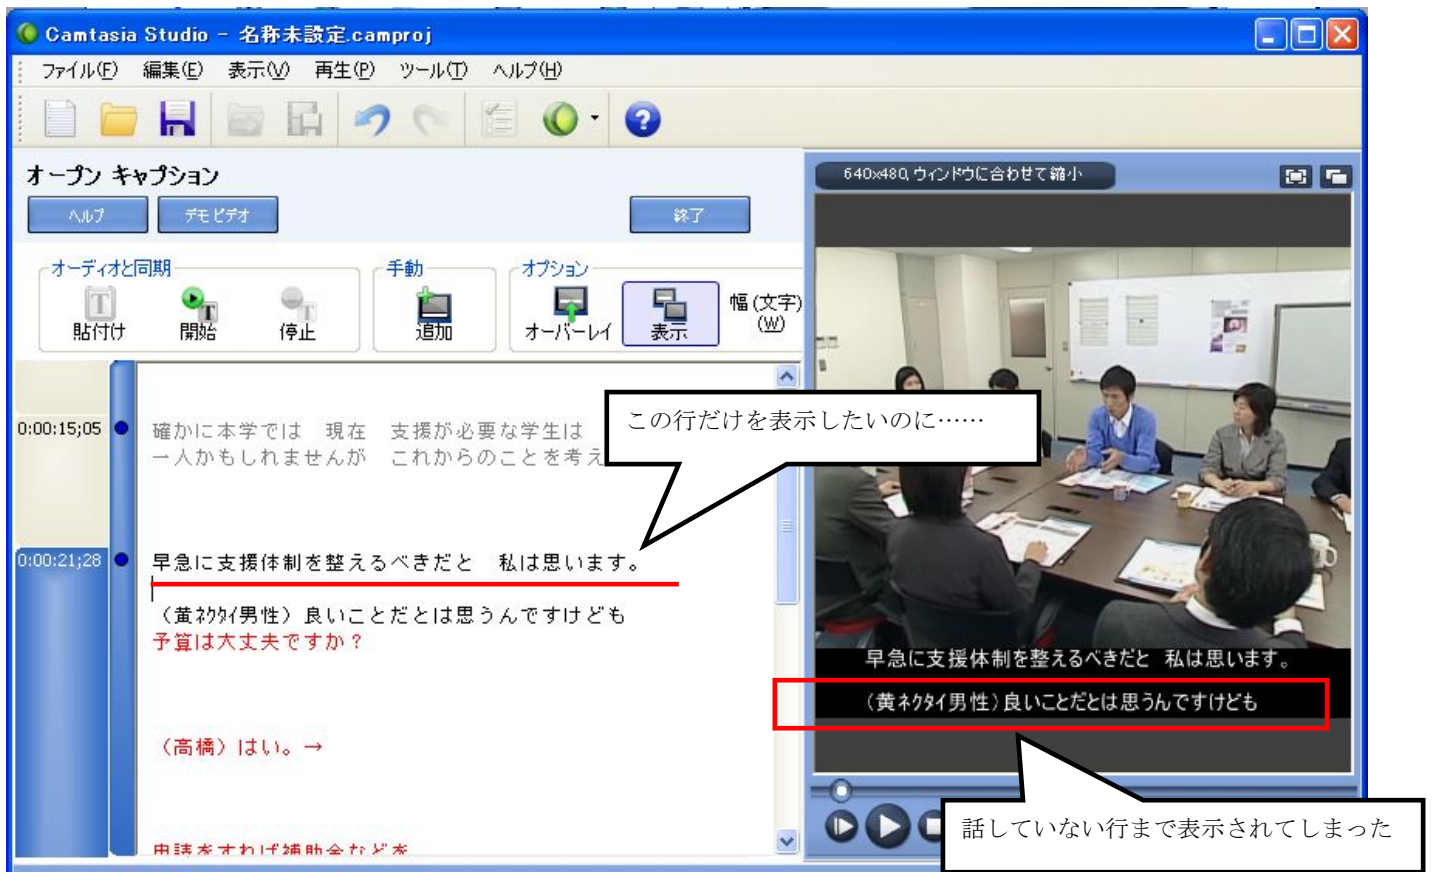 Camtasia Studio - 名称未設定.camproj
ファイル(F) 編集(E) 表示(V) 再生(P) ツール(T) ヘルプ(H)
オープン キャプション
ヘルプ デモビデオ 終了
オーディオと同期 手動 オプション
貼付け 開始 停止 追加 オーバーレイ 表示 幅(文字)
(W)
640x480, ウィンドウに合わせて縮小
この行だけを表示したいのに……
0:00:15;05
確かに本学では 現在 支援が必要な学生は
一人かもしれませんが これからのことを考え
0:00:21;28
早急に支援体制を整えるべきだと 私は思います。
（黄ﾈｸﾀｲ男性）良いことだとは思うんですけども
予算は大丈夫ですか？
（高橋）はい。→
申請をすれば補助金などを
早急に支援体制を整えるべきだと 私は思います。
（黄ﾈｸﾀｲ男性）良いことだとは思うんですけども
話していない行まで表示されてしまった